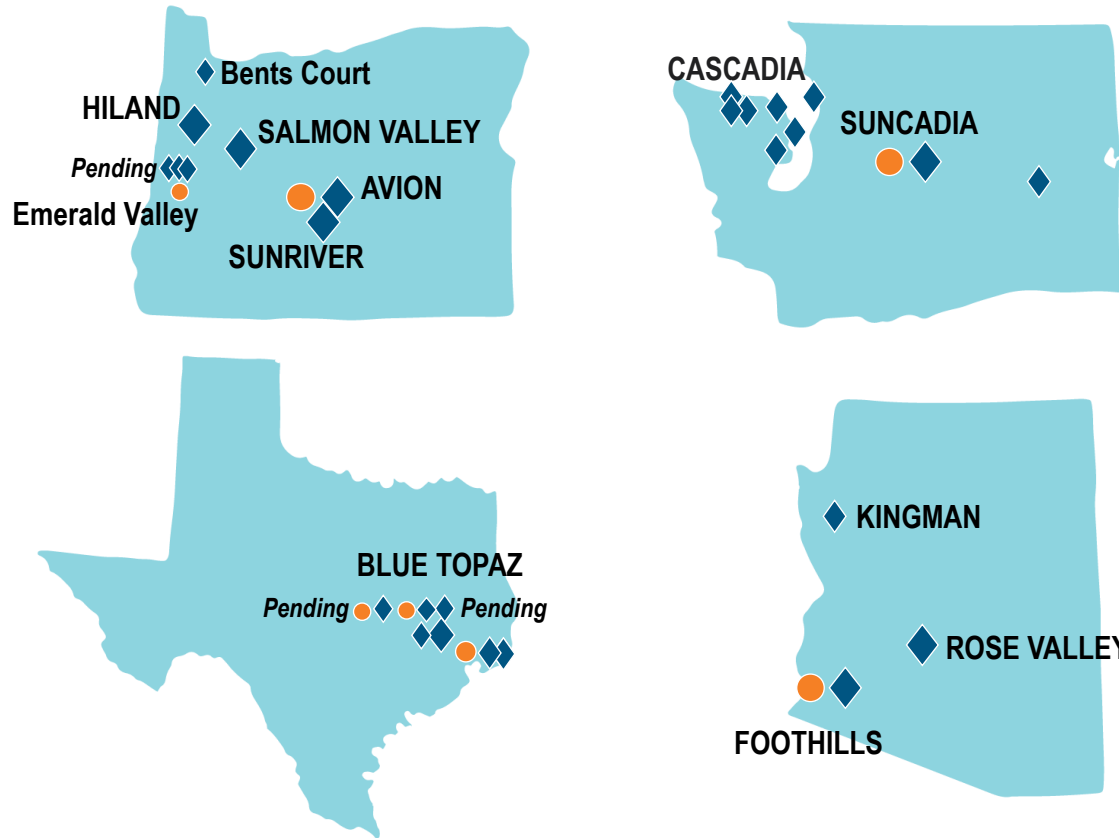 Bents Court
HILAND
SALMON VALLEY
Pending
AVION
Emerald Valley
SUNRIVER
CASCADIA
SUNCADIA
BLUE TOPAZ
Pending
Pending
KINGMAN
ROSE VALLEY
FOOTHILLS